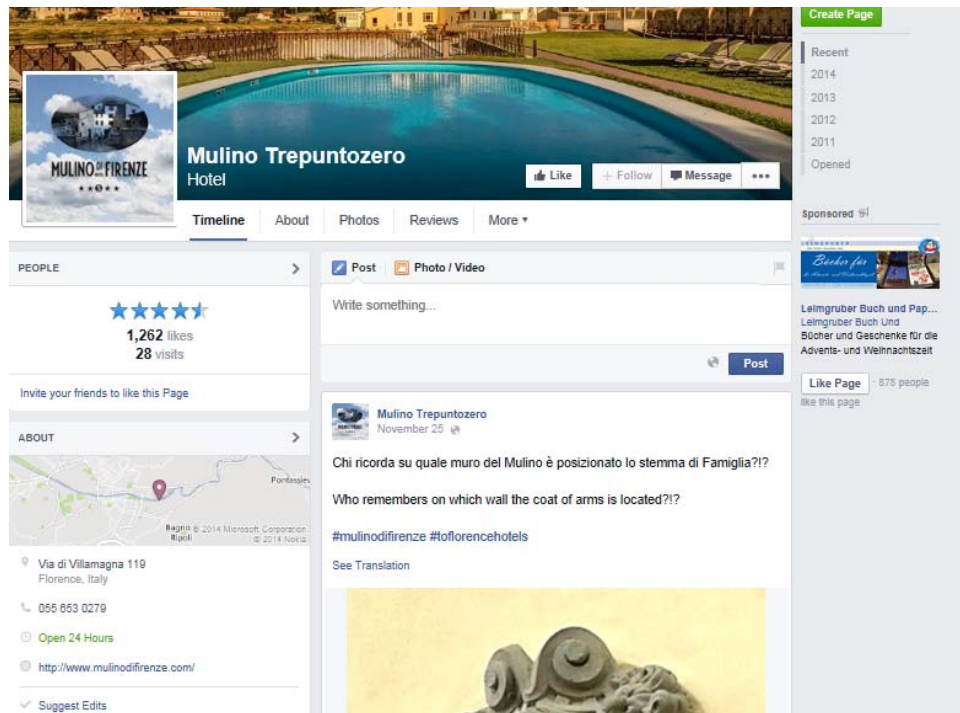 Create Page
Recent
2014
2013
2012
2011
Opened
MULINO DI FIRENZE
Mulino Trepuntozero
Hotel
Like
+ Follow
Message
Timeline
About
Photos
Reviews
More
Sponsored
Bücher für
Leimgruber Buch und Pap...
Leimgruber Buch Und
Bücher und Geschenke für die
Advents- und Weihnachtszeit
Like Page · 878 people
like this page
PEOPLE
1,262 likes
28 visits
Invite your friends to like this Page
ABOUT
Pontassiev
Bagno © 2014 Microsoft Corporation
Ripoli © 2014 Nokia
Via di Villamagna 119
Florence, Italy
055 653 0279
Open 24 Hours
http://www.mulinodifirenze.com/
Suggest Edits
Post
Photo / Video
Write something...
Post
Mulino Trepuntozero
November 25
Chi ricorda su quale muro del Mulino è posizionato lo stemma di Famiglia?!?
Who remembers on which wall the coat of arms is located?!?
#mulinodifirenze #toflorencehotels
See Translation